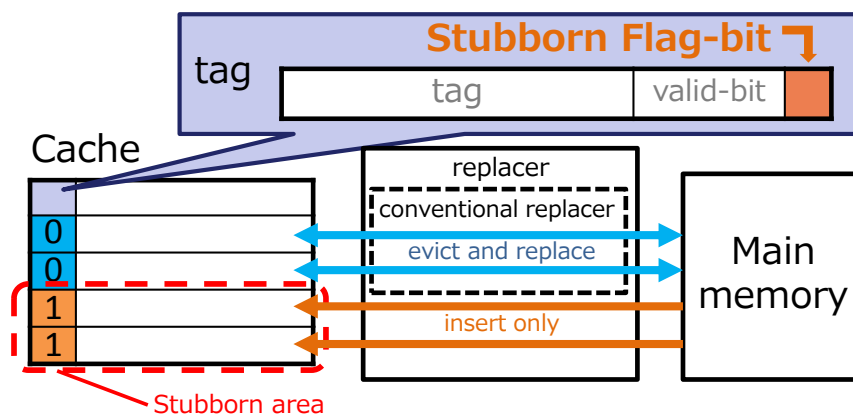 Stubborn Flag-bit
tag
tag
valid-bit
Cache
replacer
conventional replacer
0
evict and replace
0
Main
memory
1
insert only
1
Stubborn area